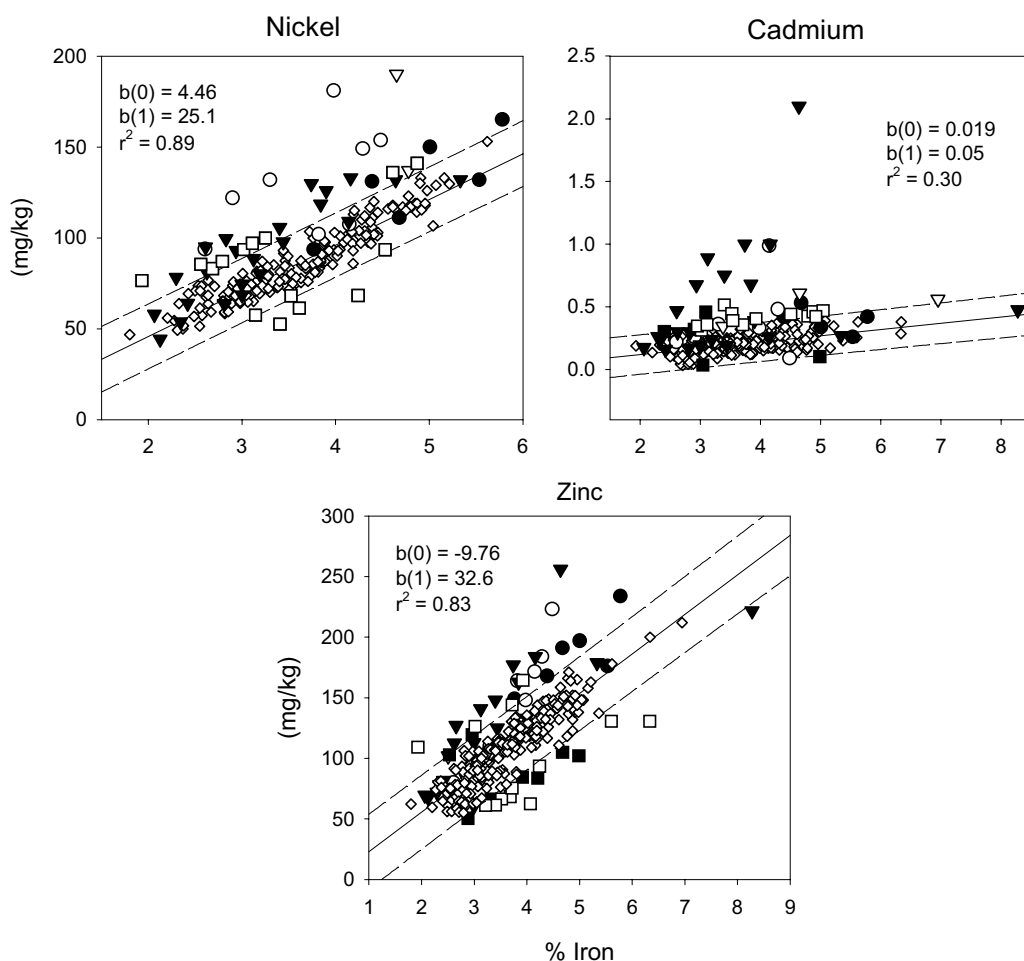 Nickel
(mg/kg)
200
150
100
50
0
b(0) = 4.46
b(1) = 25.1
r² = 0.89
2 3 4 5 6
Cadmium
2.5
2.0
1.5
1.0
0.5
0.0
b(0) = 0.019
b(1) = 0.05
r² = 0.30
2 3 4 5 6 7 8
Zinc
(mg/kg)
300
250
200
150
100
50
0
b(0) = -9.76
b(1) = 32.6
r² = 0.83
1 2 3 4 5 6 7 8 9
% Iron